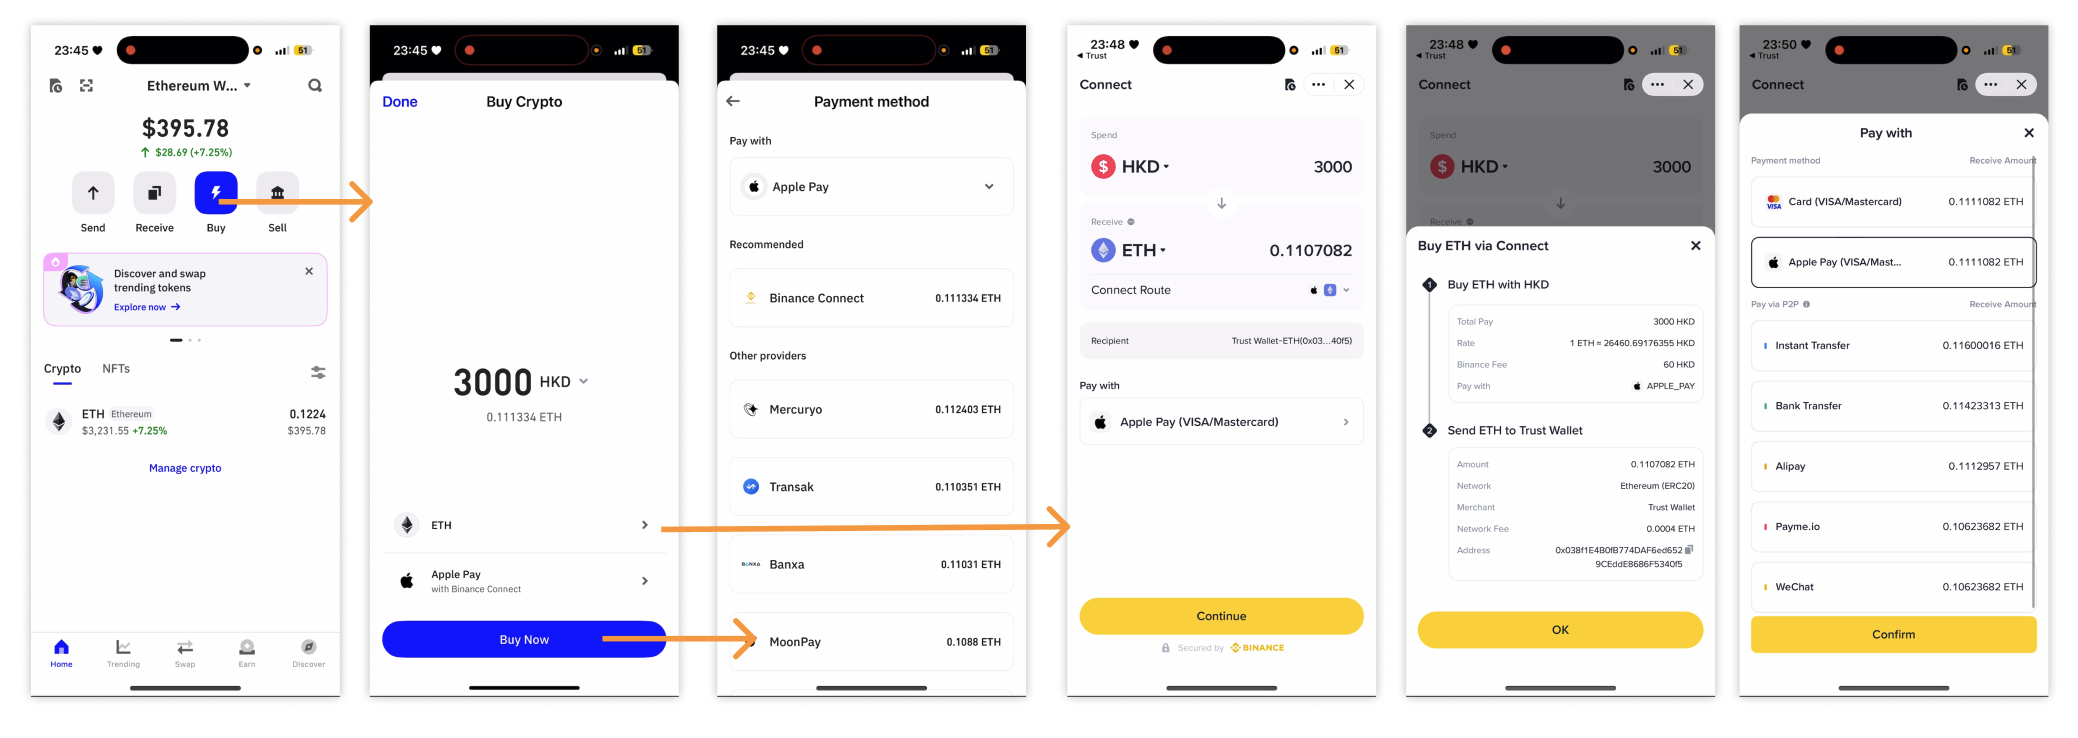 23:45
51
Ethereum W...
$395.78
↑ $28.69 (+7.25%)
Send
Receive
Buy
Sell
Discover and swap
trending tokens
Explore now →
Crypto
NFTs
ETH Ethereum
0.1224
$3,231.55 +7.25%
$395.78
Manage crypto
Home
Trending
Swap
Earn
Discover
23:45
51
Done
Buy Crypto
3000 HKD
0.111334 ETH
ETH
Apple Pay
with Binance Connect
Buy Now
23:45
51
Payment method
Pay with
Apple Pay
Recommended
Binance Connect
0.111334 ETH
Other providers
Mercuryo
0.112403 ETH
Transak
0.110351 ETH
BANXA
Banxa
0.11031 ETH
MoonPay
0.1088 ETH
23:48
51
Trust
Connect
Spend
HKD
3000
Receive
ETH
0.1107082
Connect Route
Recipient
Trust Wallet-ETH(0x03...40f5)
Pay with
Apple Pay (VISA/Mastercard)
Continue
Secured by BINANCE
23:48
51
Trust
Connect
Spend
HKD
3000
Receive
Buy ETH via Connect
1
Buy ETH with HKD
Total Pay
3000 HKD
Rate
1 ETH ≈ 26460.69176355 HKD
Binance Fee
60 HKD
Pay with
APPLE_PAY
2
Send ETH to Trust Wallet
Amount
0.1107082 ETH
Network
Ethereum (ERC20)
Merchant
Trust Wallet
Network Fee
0.0004 ETH
Address
0x038f1E4B0fB774DAF6ed652
9CEddE8686F5340f5
OK
23:50
51
Trust
Connect
Pay with
Payment method
Receive Amount
VISA
Card (VISA/Mastercard)
0.1111082 ETH
Apple Pay (VISA/Mast...
0.1111082 ETH
Pay via P2P
Receive Amount
Instant Transfer
0.11600016 ETH
Bank Transfer
0.11423313 ETH
Alipay
0.1112957 ETH
Payme.io
0.10623682 ETH
WeChat
0.10623682 ETH
Confirm